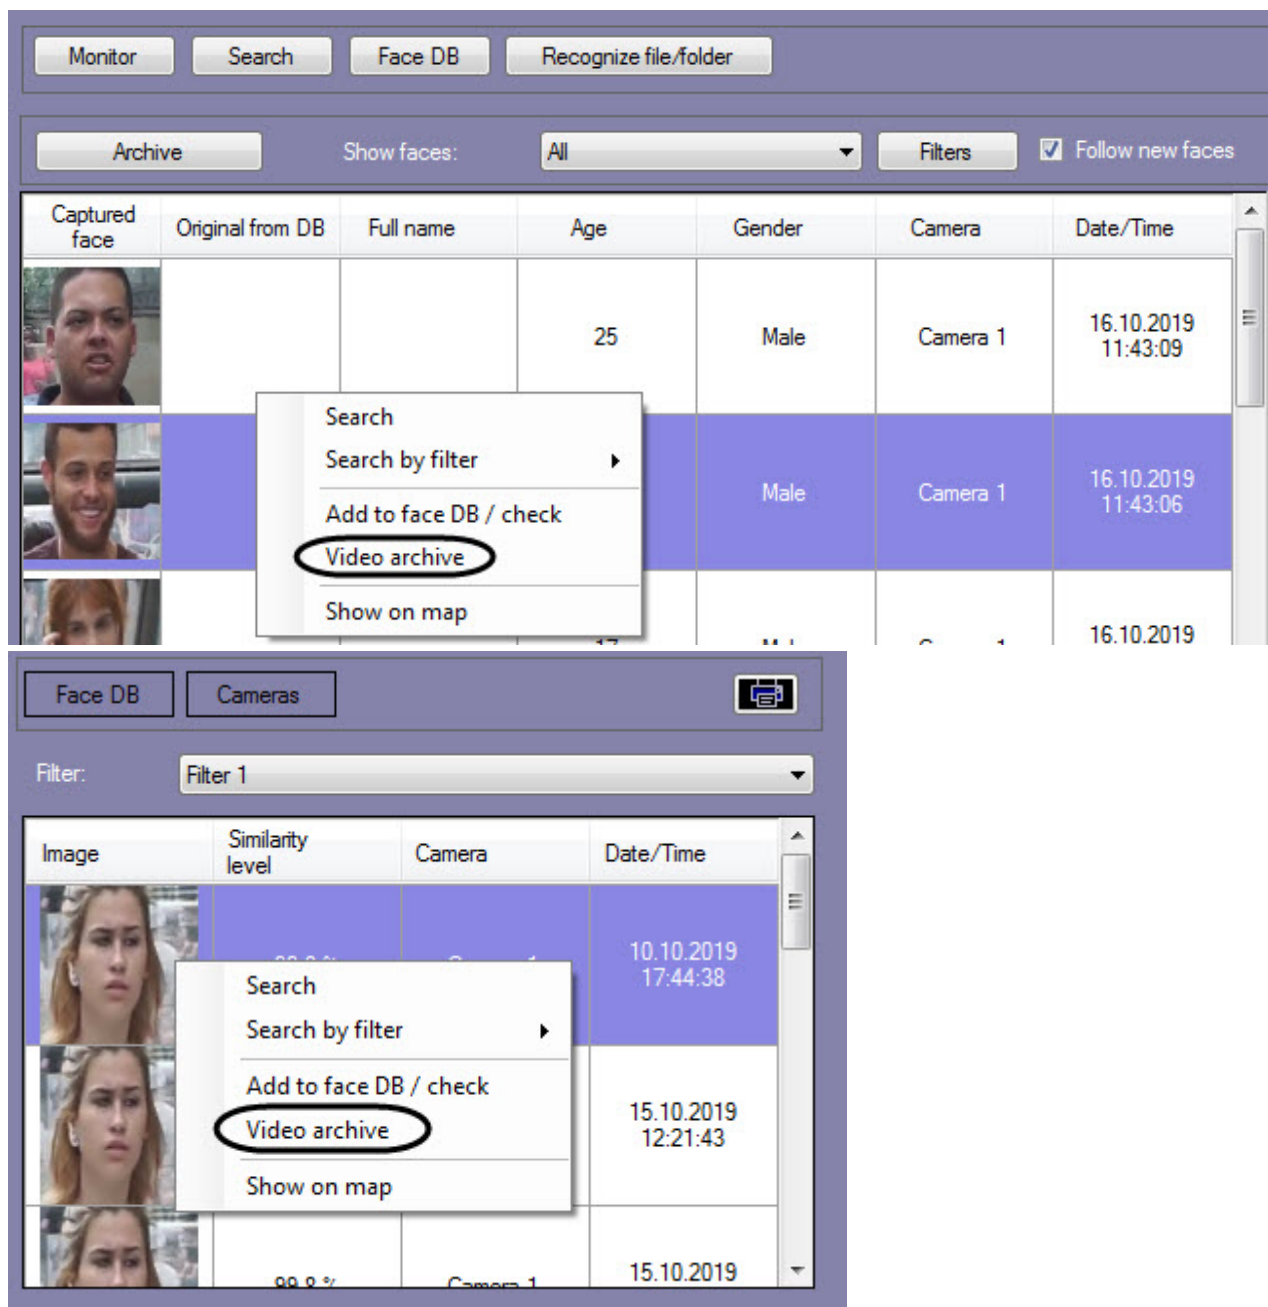 Monitor
Search
Face DB
Recognize file/folder
Archive
Show faces:
All
Filters
Follow new faces
Captured
face
Original from DB
Full name
Age
Gender
Camera
Date/Time
25
Male
Camera 1
16.10.2019
11:43:09
Search
Search by filter
Add to face DB / check
Video archive
Show on map
Male
Camera 1
16.10.2019
11:43:06
17
16.10.2019
Face DB
Cameras
Filter:
Filter 1
Image
Similarity
level
Camera
Date/Time
10.10.2019
17:44:38
Search
Search by filter
Add to face DB / check
Video archive
Show on map
15.10.2019
12:21:43
99.8 %
Camera 1
15.10.2019